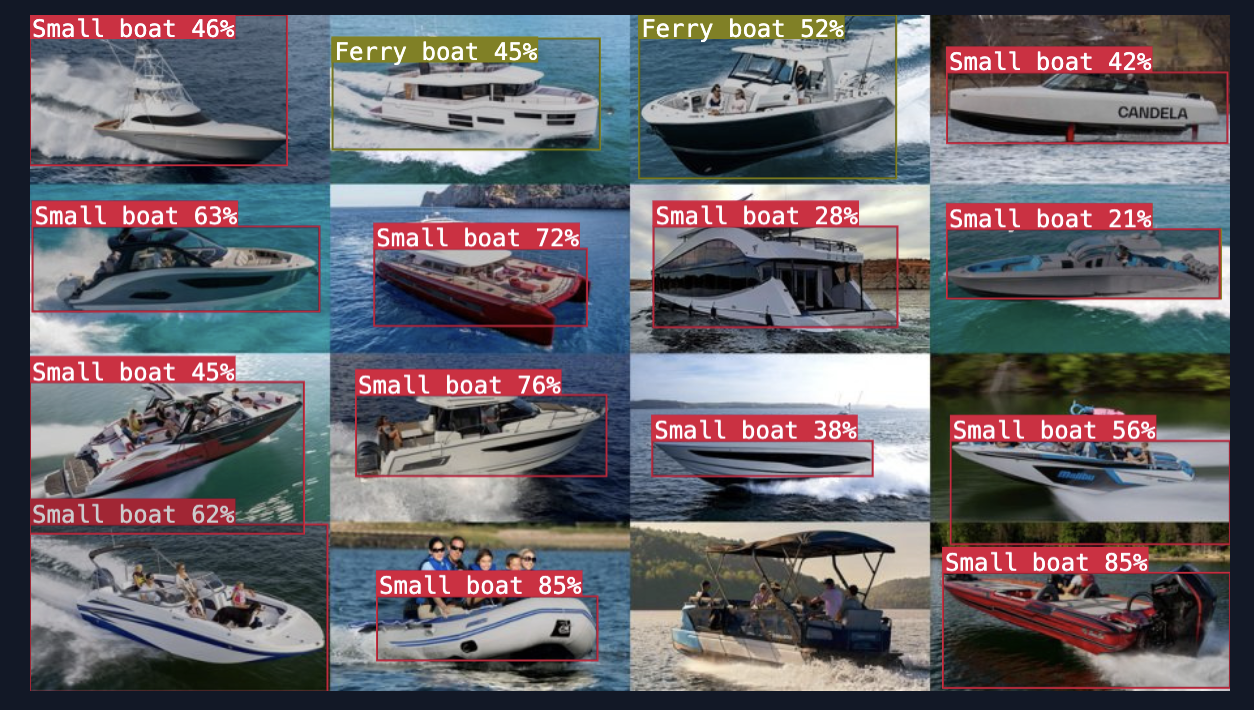 Small boat 46%
Ferry boat 45%
Ferry boat 52%
Small boat 42%
CANDELA
Small boat 63%
Small boat 72%
Small boat 28%
Small boat 21%
Small boat 45%
Small boat 76%
Small boat 38%
Small boat 56%
Malibu
Small boat 62%
Small boat 85%
Small boat 85%